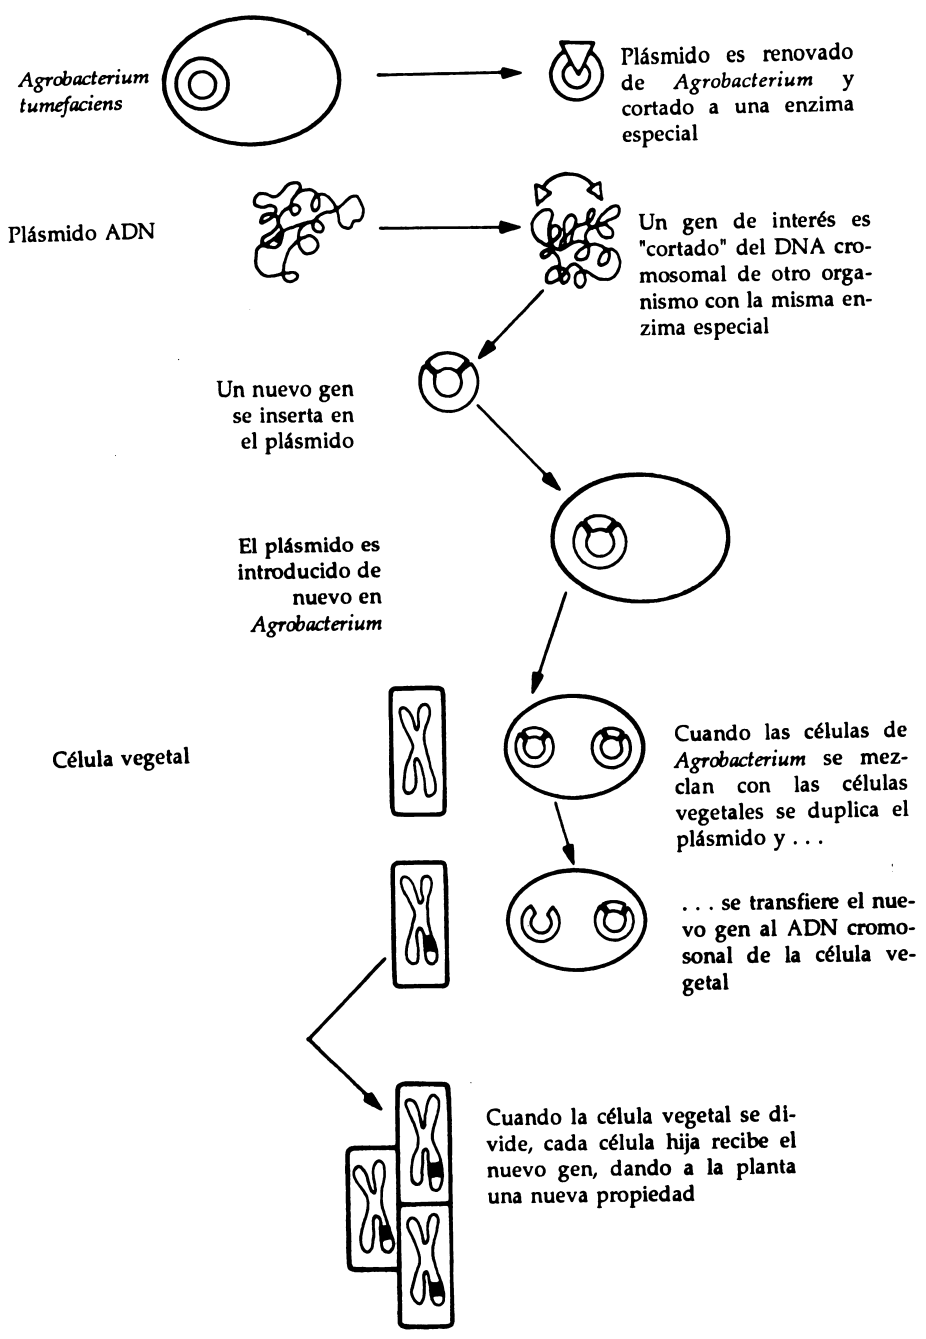 Agrobacterium
tumefaciens
Plásmido es renovado
de Agrobacterium y
cortado a una enzima
especial
Plásmido ADN
Un gen de interés es
"cortado" del DNA cro-
mosomal de otro orga-
nismo con la misma en-
zima especial
Un nuevo gen
se inserta en
el plásmido
El plásmido es
introducido de
nuevo en
Agrobacterium
Célula vegetal
Cuando las células de
Agrobacterium se mez-
clan con las células
vegetales se duplica el
plásmido y . . .
. . . se transfiere el nue-
vo gen al ADN cromo-
sonal de la célula ve-
getal
Cuando la célula vegetal se di-
vide, cada célula hija recibe el
nuevo gen, dando a la planta
una nueva propiedad